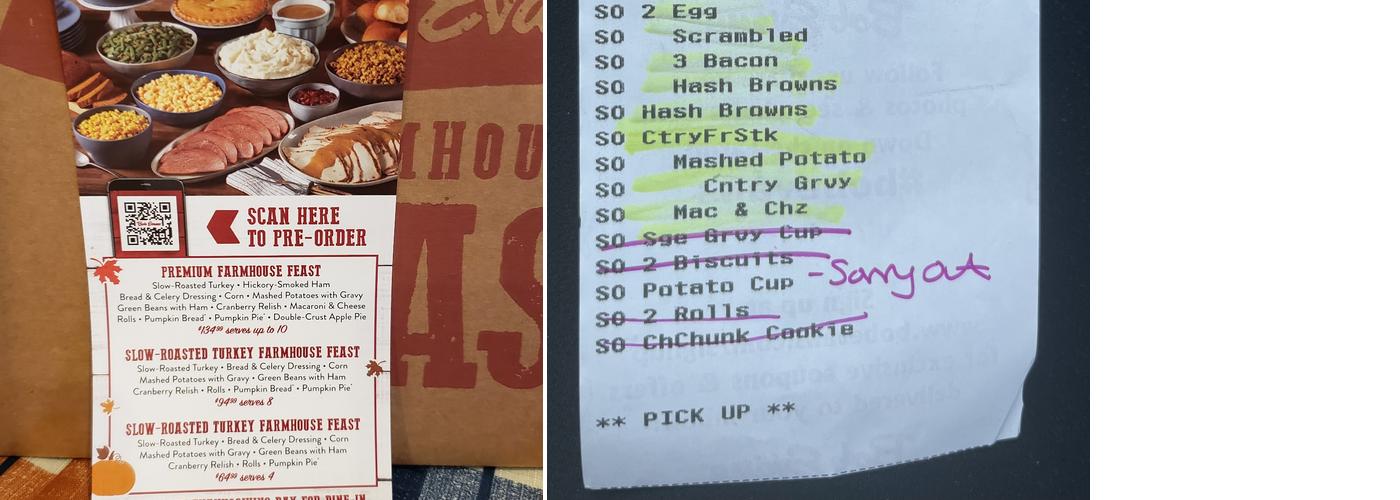 SCAN HERE
TO PRE-ORDER
PREMIUM FARMHOUSE FEAST
Slow-Roasted Turkey • Hickory-Smoked Ham
Bread & Celery Dressing • Corn • Mashed Potatoes with Gravy
Green Beans with Ham • Cranberry Relish • Macaroni & Cheese
Rolls • Pumpkin Bread* • Pumpkin Pie* • Double-Crust Apple Pie
$134.99 serves up to 10
SLOW-ROASTED TURKEY FARMHOUSE FEAST
Slow-Roasted Turkey • Bread & Celery Dressing • Corn
Mashed Potatoes with Gravy • Green Beans with Ham
Cranberry Relish • Rolls • Pumpkin Bread* • Pumpkin Pie*
$94.99 serves 8
SLOW-ROASTED TURKEY FARMHOUSE FEAST
Slow-Roasted Turkey • Bread & Celery Dressing • Corn
Mashed Potatoes with Gravy • Green Beans with Ham
Cranberry Relish • Rolls • Pumpkin Pie*
$64.99 serves 4
SO 2 Egg
SO Scrambled
SO 3 Bacon
SO Hash Browns
SO Hash Browns
SO CtryFrStk
SO Mashed Potato
SO Cntry Grvy
SO Mac & Chz
SO Sge Grvy Cup
SO 2 Biscuits
-Sorry out
SO Potato Cup
SO 2 Rolls
SO ChChunk Cookie
** PICK UP **